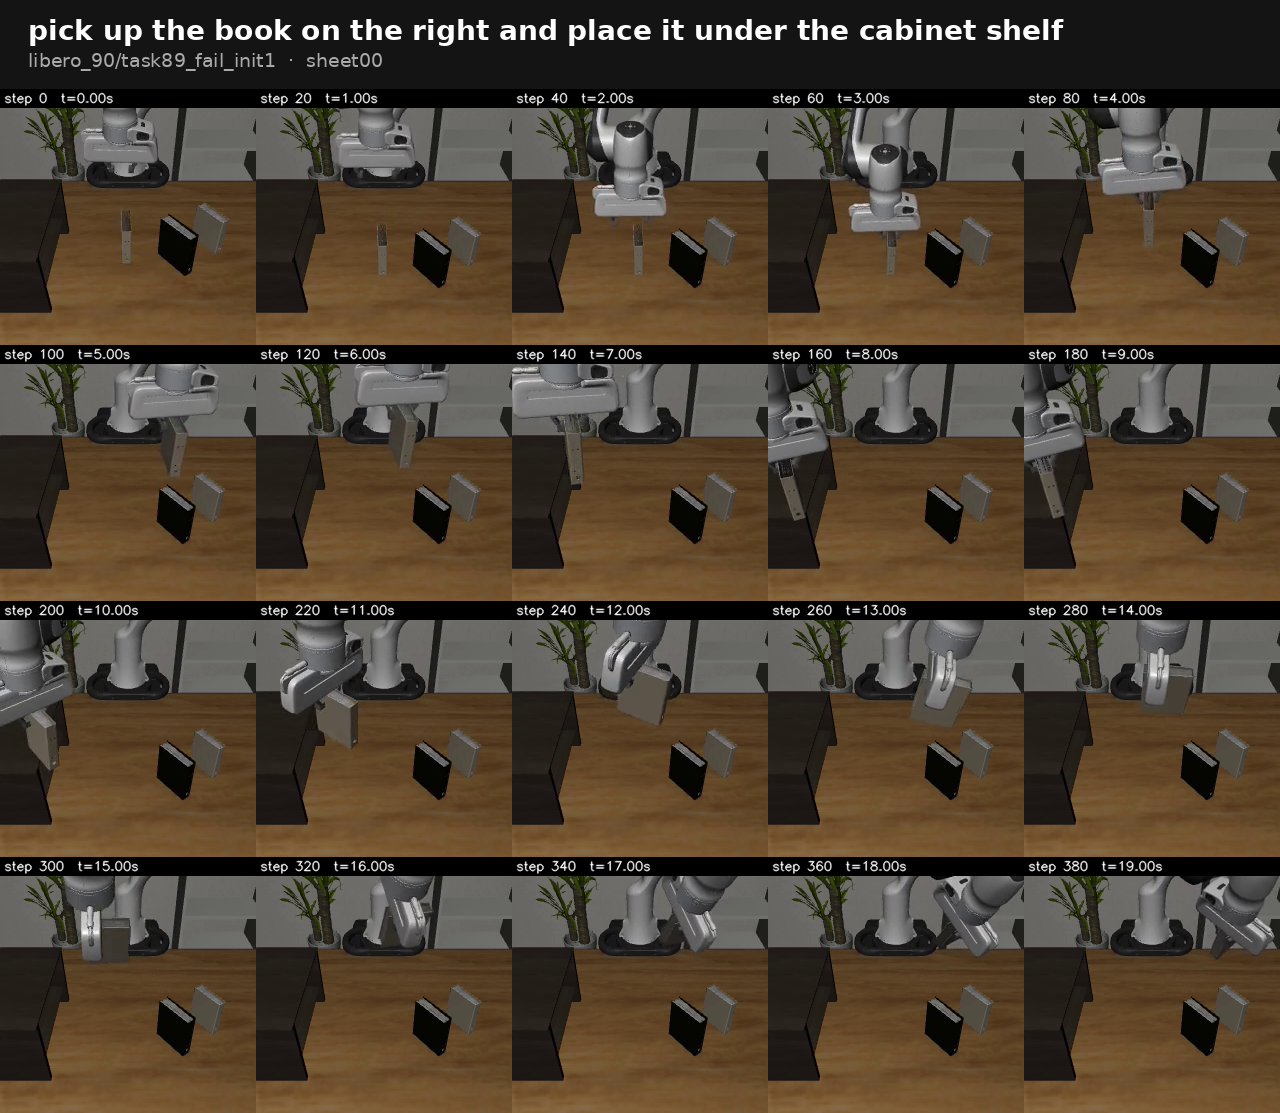 pick up the book on the right and place it under the cabinet shelf
libero_90/task89_fail_init1 · sheet00
step 0 t=0.00s
step 20 t=1.00s
step 40 t=2.00s
step 60 t=3.00s
step 80 t=4.00s
step 100 t=5.00s
step 120 t=6.00s
step 140 t=7.00s
step 160 t=8.00s
step 180 t=9.00s
step 200 t=10.00s
step 220 t=11.00s
step 240 t=12.00s
step 260 t=13.00s
step 280 t=14.00s
step 300 t=15.00s
step 320 t=16.00s
step 340 t=17.00s
step 360 t=18.00s
step 380 t=19.00s